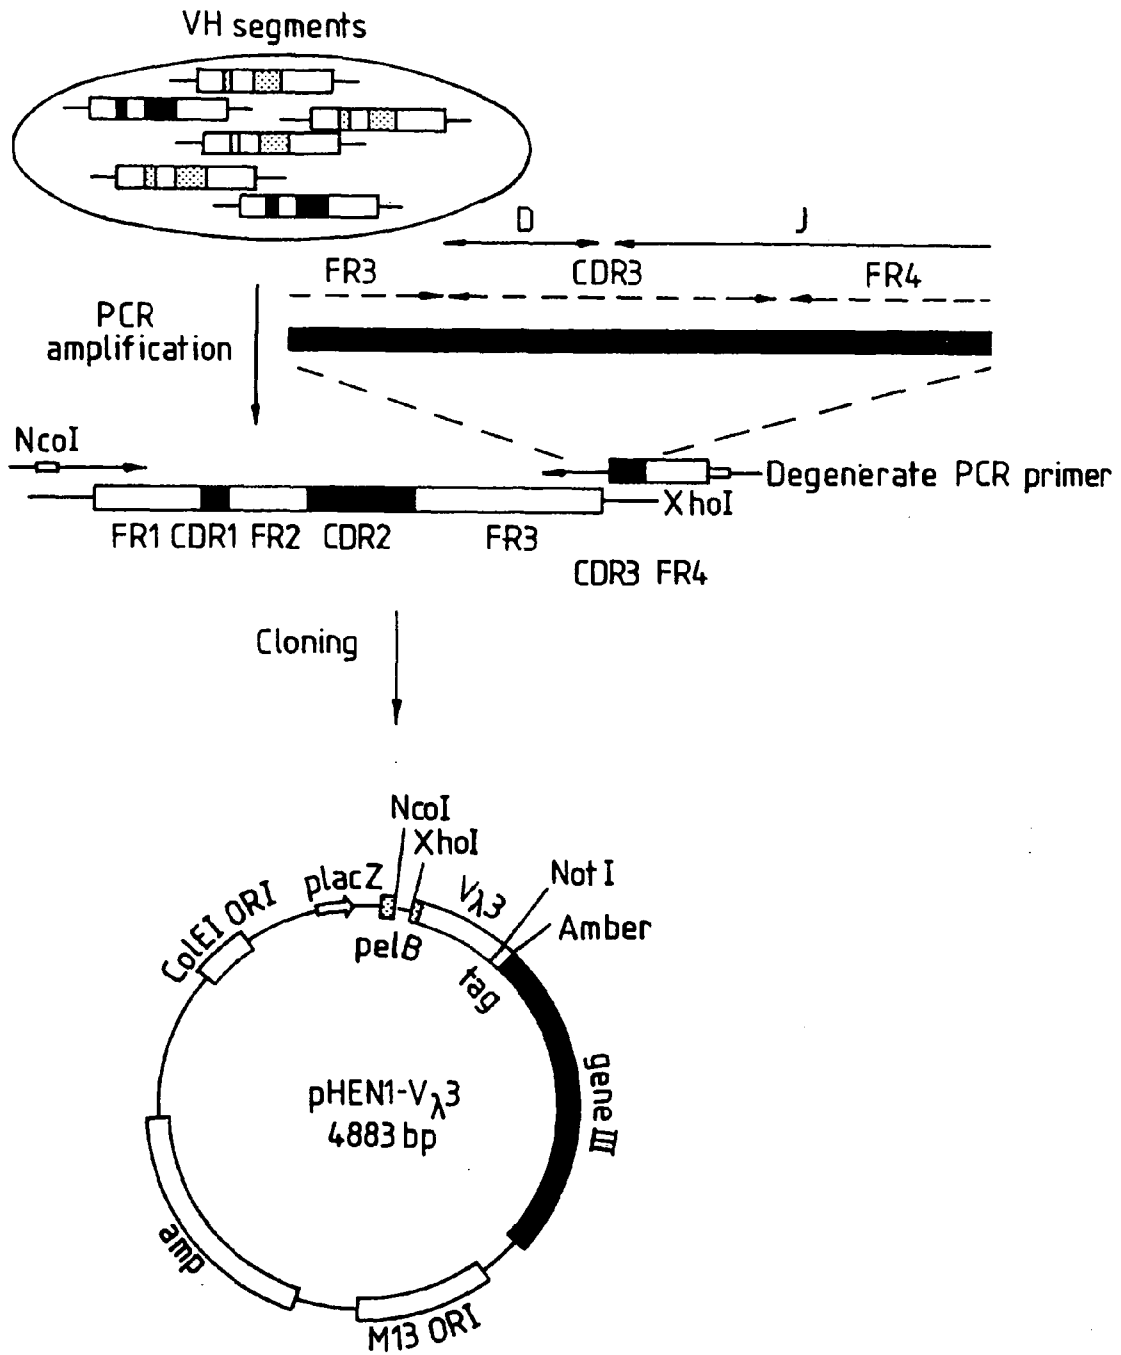 VH segments
D
J
FR3
CDR3
FR4
PCR
amplification
NcoI
Degenerate PCR primer
XhoI
FR1 CDR1 FR2 CDR2 FR3
CDR3 FR4
Cloning
NcoI
XhoI
placZ
Vλ3
Not I
ColEI ORI
pelB
Amber
tag
gene III
pHEN1-Vλ3
4883 bp
amp
M13 ORI